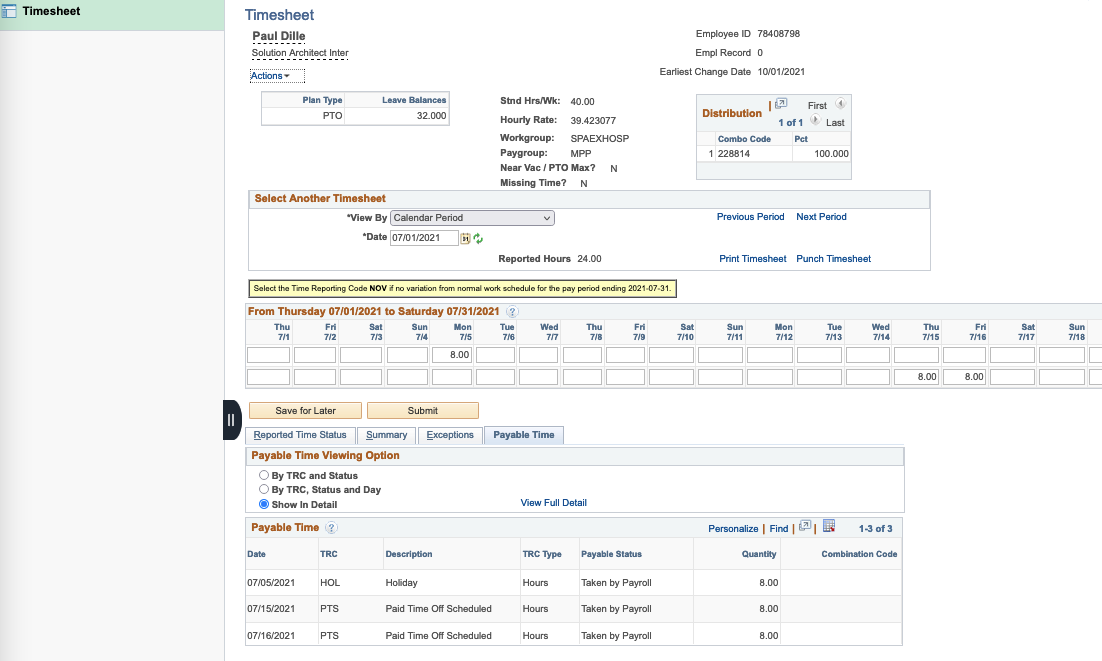 Timesheet
Timesheet
Paul Dille
Solution Architect Inter
Actions
Employee ID 78408798
Empl Record 0
Earliest Change Date 10/01/2021
Plan Type Leave Balances
PTO 32.000
Stnd Hrs/Wk: 40.00
Hourly Rate: 39.423077
Workgroup: SPAEXHOSP
Paygroup: MPP
Near Vac / PTO Max? N
Missing Time? N
Distribution | First
1 of 1 Last
Combo Code Pct
1 228814 100.000
Select Another Timesheet
*View By Calendar Period
Previous Period Next Period
*Date 07/01/2021
Reported Hours 24.00
Print Timesheet Punch Timesheet
Select the Time Reporting Code NOV if no variation from normal work schedule for the pay period ending 2021-07-31.
From Thursday 07/01/2021 to Saturday 07/31/2021 ?
Thu Fri Sat Sun Mon Tue Wed Thu Fri Sat Sun Mon Tue Wed Thu Fri Sat Sun
7/1 7/2 7/3 7/4 7/5 7/6 7/7 7/8 7/9 7/10 7/11 7/12 7/13 7/14 7/15 7/16 7/17 7/18
8.00
8.00 8.00
Save for Later Submit
Reported Time Status Summary Exceptions Payable Time
Payable Time Viewing Option
By TRC and Status
By TRC, Status and Day
Show In Detail
View Full Detail
Payable Time ? Personalize | Find | | 1-3 of 3
Date TRC Description TRC Type Payable Status Quantity Combination Code
07/05/2021 HOL Holiday Hours Taken by Payroll 8.00
07/15/2021 PTS Paid Time Off Scheduled Hours Taken by Payroll 8.00
07/16/2021 PTS Paid Time Off Scheduled Hours Taken by Payroll 8.00